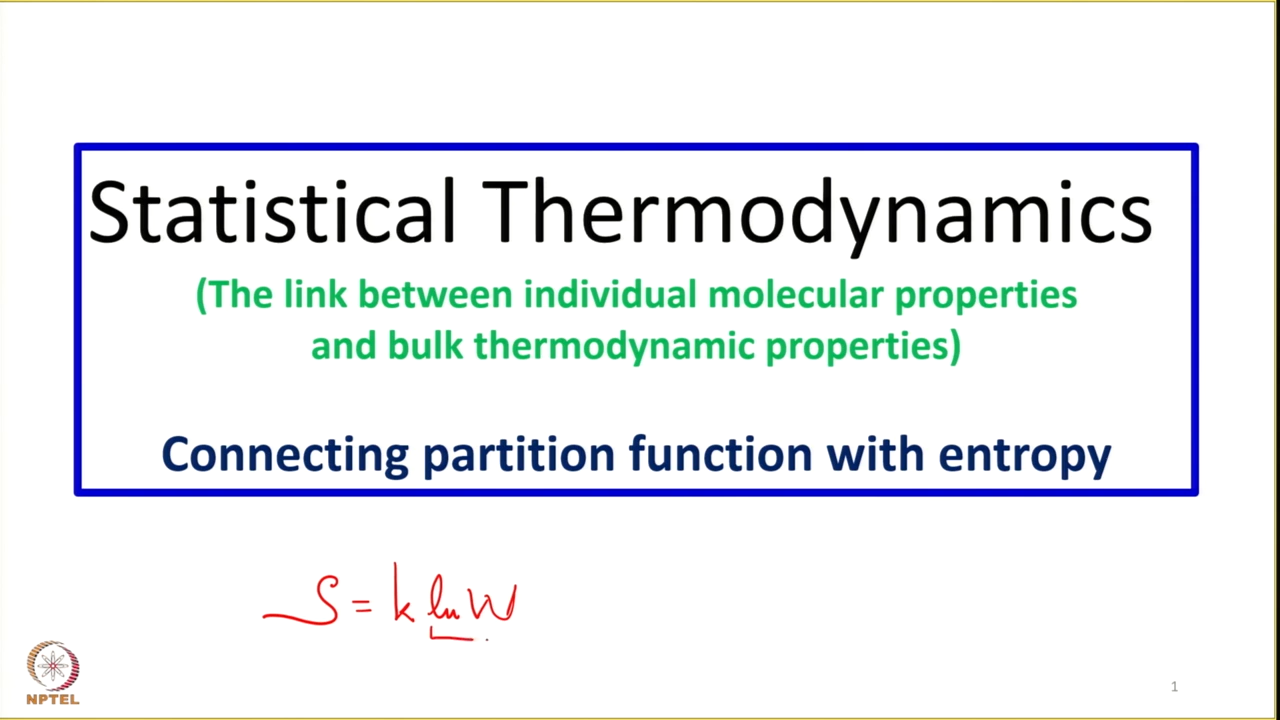 Statistical Thermodynamics
(The link between individual molecular properties
and bulk thermodynamic properties)
Connecting partition function with entropy
S = k ln W
NPTEL
1